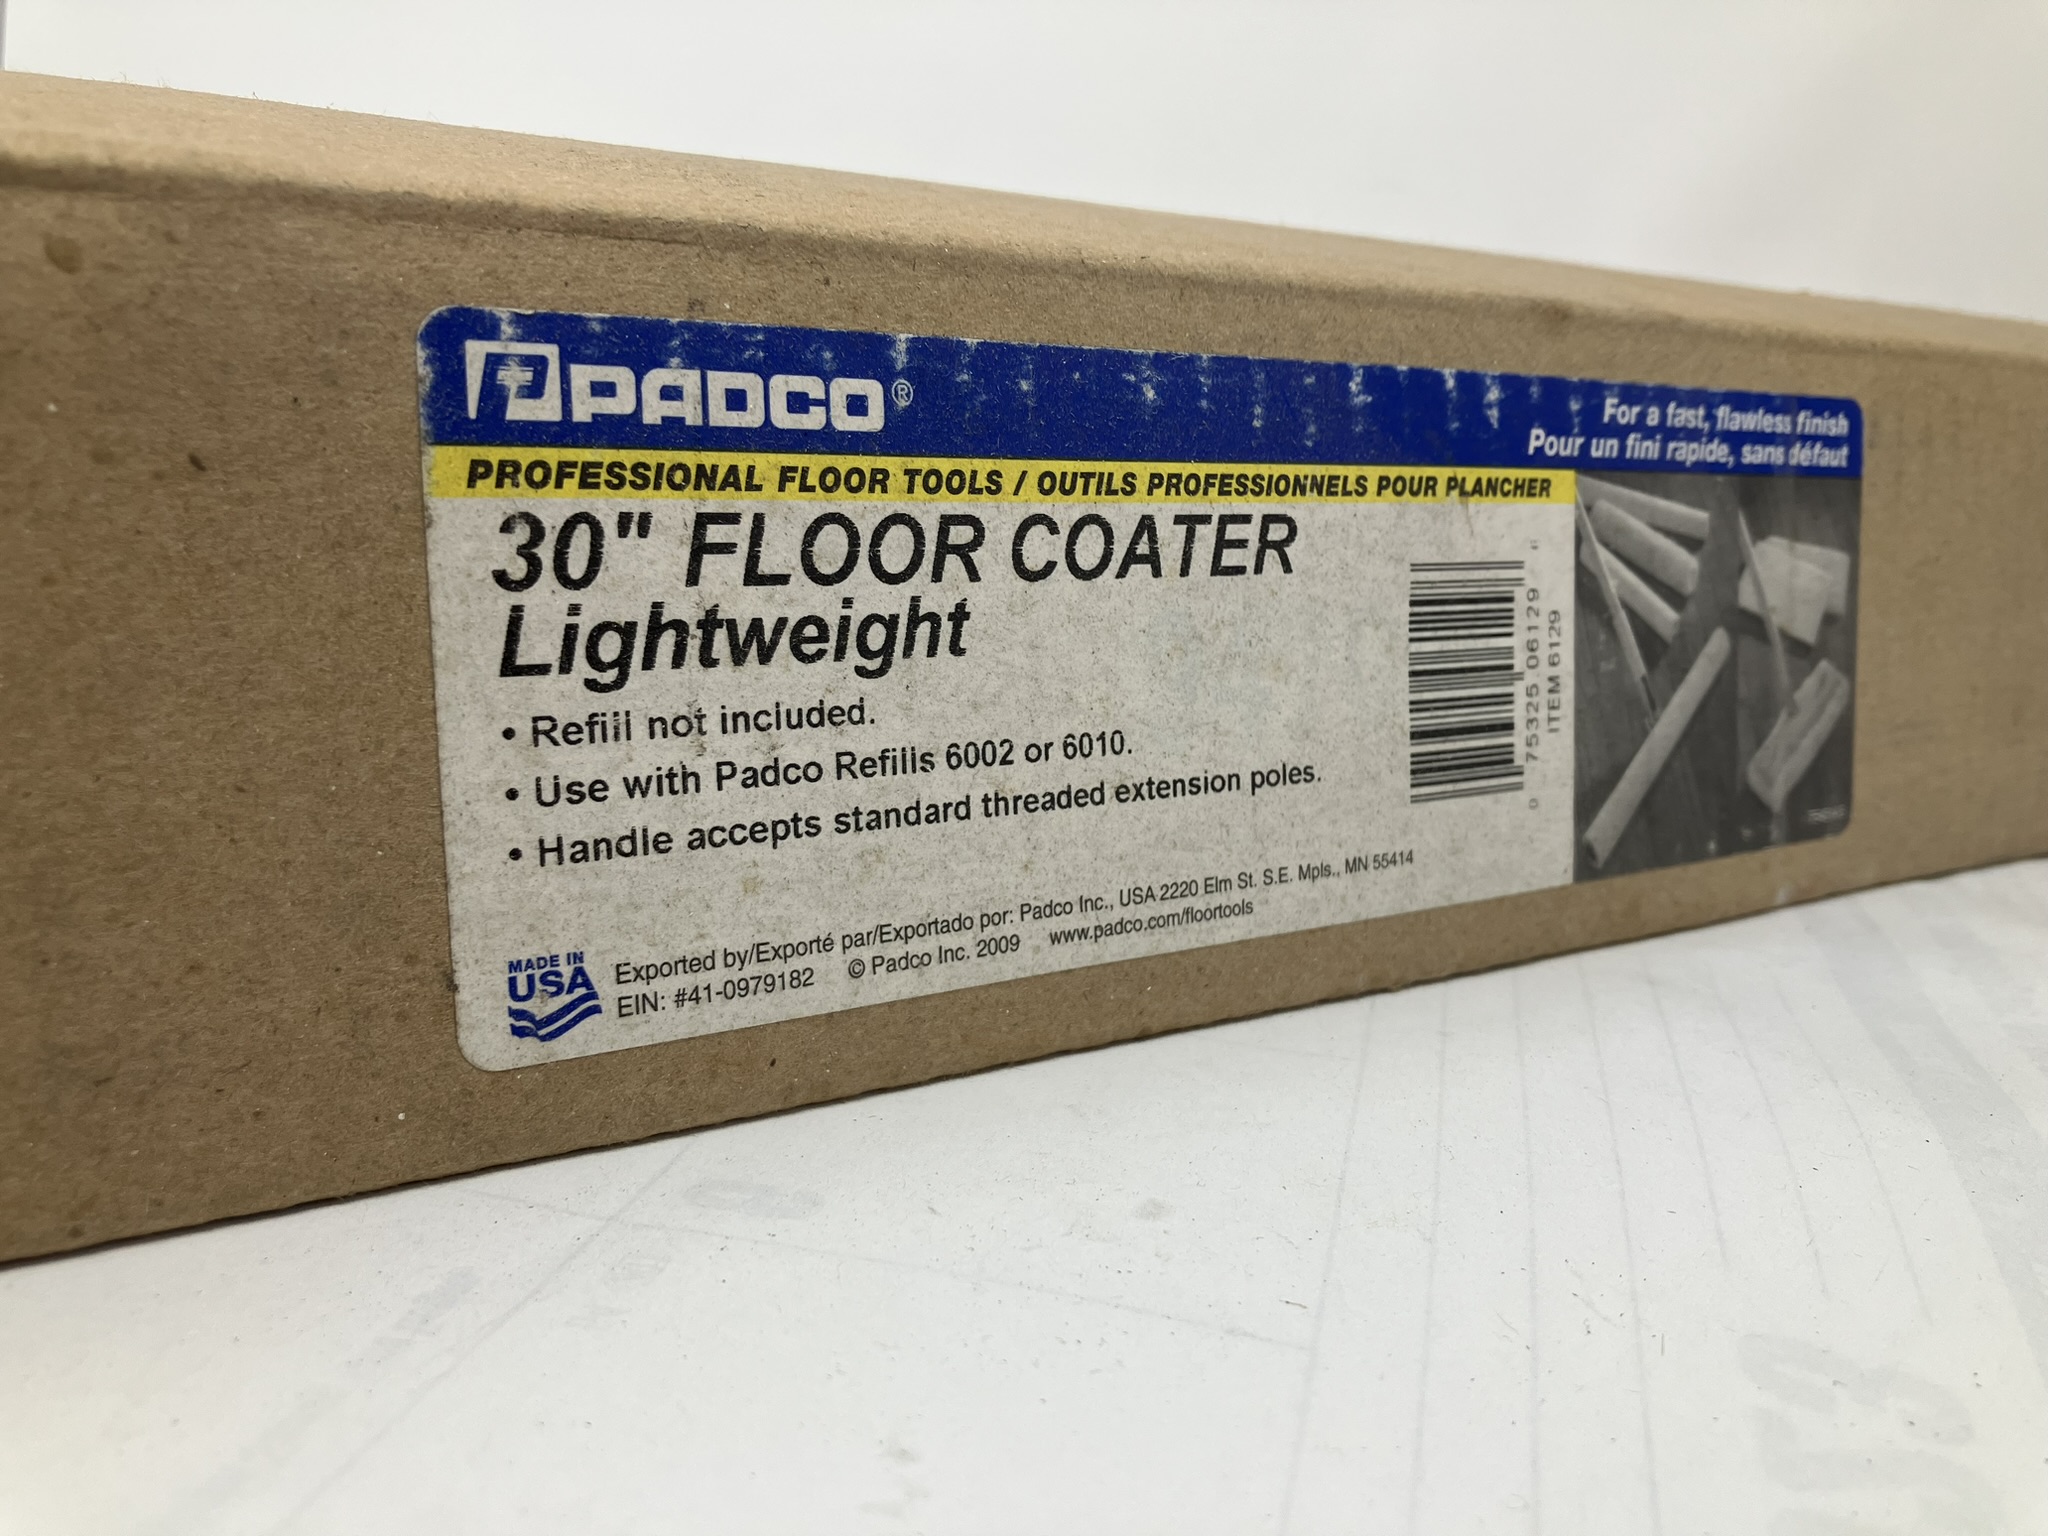 PADCO®
For a fast, flawless finish
Pour un fini rapide, sans défaut
PROFESSIONAL FLOOR TOOLS / OUTILS PROFESSIONNELS POUR PLANCHER
30" FLOOR COATER
Lightweight
• Refill not included.
• Use with Padco Refills 6002 or 6010.
• Handle accepts standard threaded extension poles.
0 75325 06129 6
ITEM 6129
MADE IN
USA
Exported by/Exporté par/Exportado por: Padco Inc., USA 2220 Elm St. S.E. Mpls., MN 55414
EIN: #41-0979182 © Padco Inc. 2009 www.padco.com/floortools